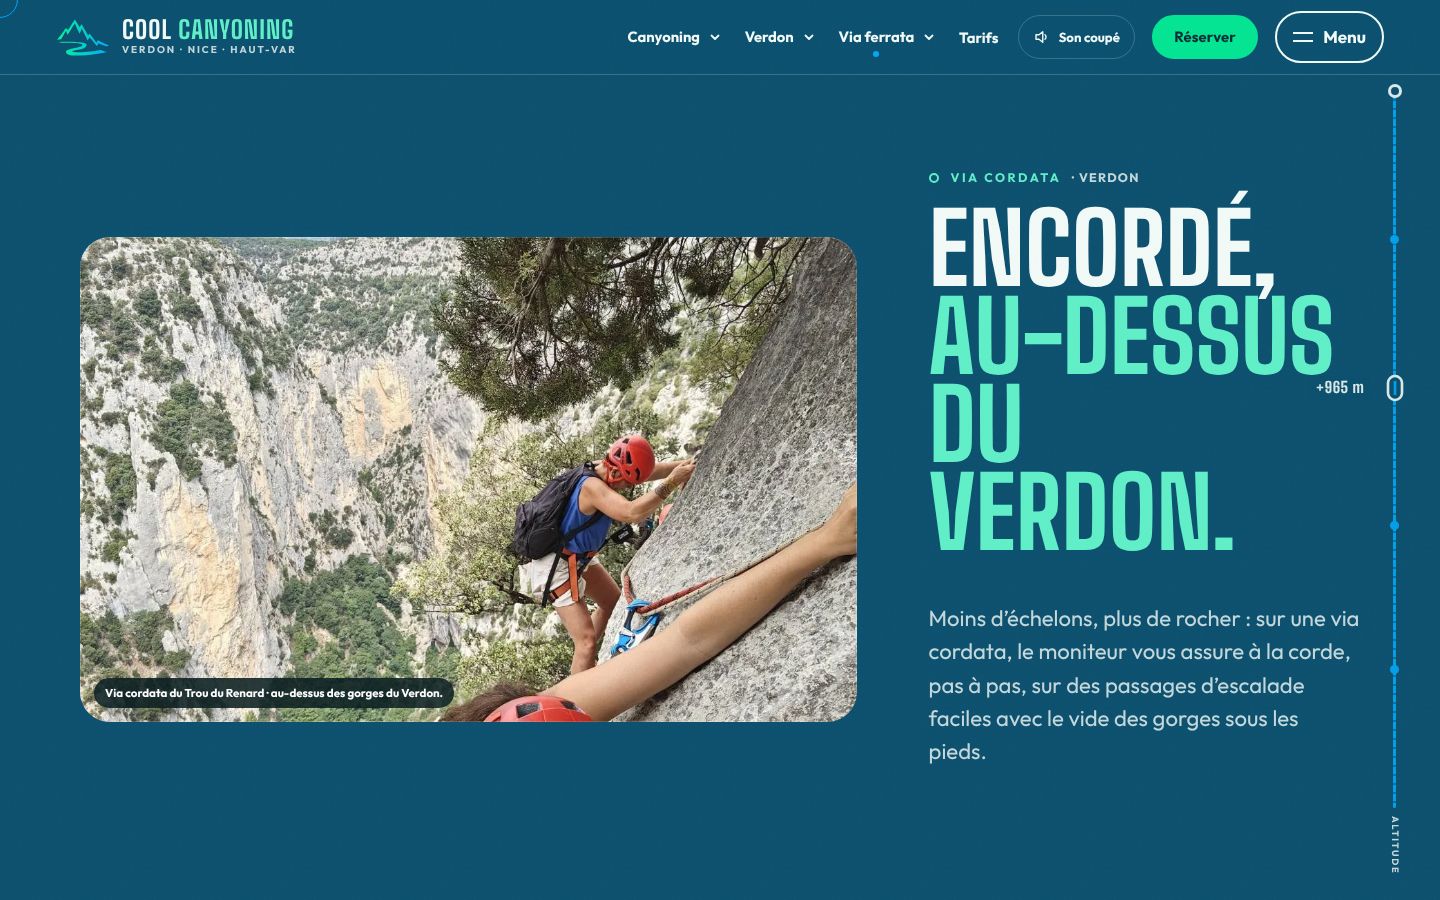 COOL CANYONING
VERDON · NICE · HAUT-VAR
Canyoning
Verdon
Via ferrata
Tarifs
Son coupé
Réserver
Menu
VIA CORDATA · VERDON
ENCORDÉ,
AU-DESSUS
DU
VERDON.
+965 m
Moins d’échelons, plus de rocher : sur une via
cordata, le moniteur vous assure à la corde,
pas à pas, sur des passages d’escalade
faciles avec le vide des gorges sous les
pieds.
Via cordata du Trou du Renard · au-dessus des gorges du Verdon.
ALTITUDE